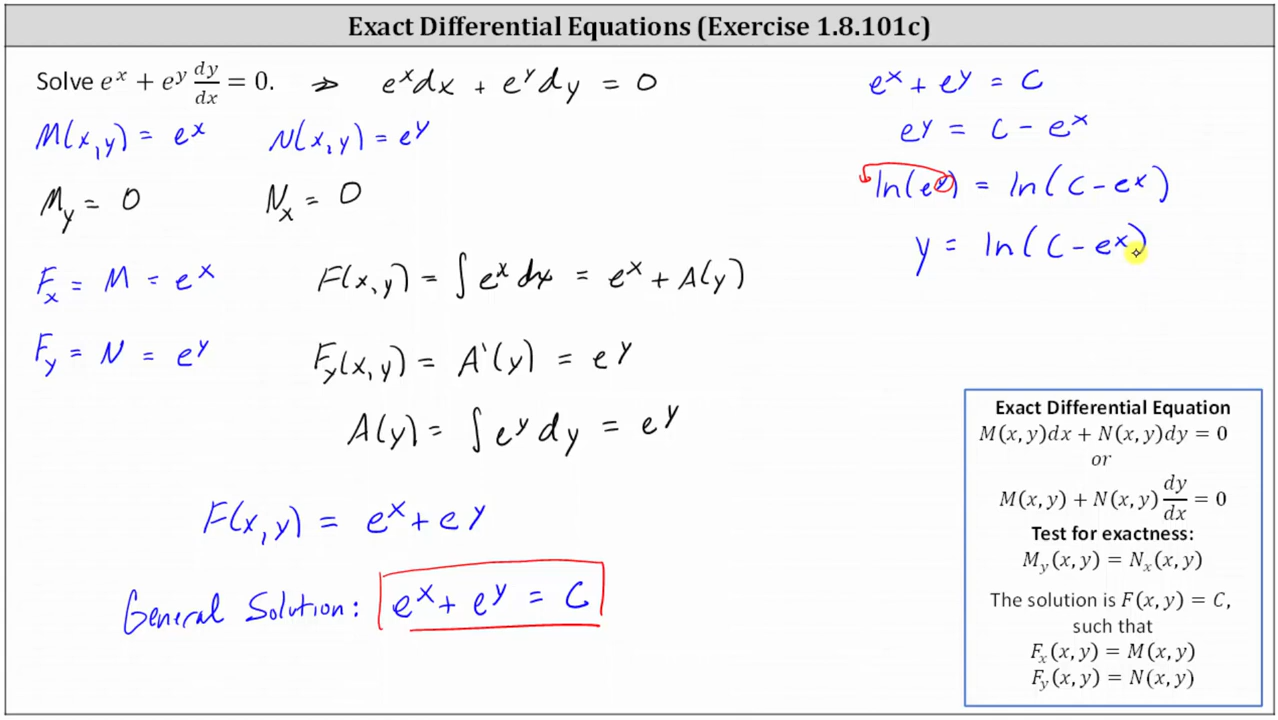 Exact Differential Equations (Exercise 1.8.101c)
Solve e^x + e^y dy/dx = 0. ⇒ e^x dx + e^y dy = 0
M(x,y) = e^x N(x,y) = e^y
M_y = 0 N_x = 0
F_x = M = e^x F(x,y) = ∫ e^x dx = e^x + A(y)
F_y = N = e^y F_y(x,y) = A'(y) = e^y
A(y) = ∫ e^y dy = e^y
F(x,y) = e^x + e^y
General Solution: e^x + e^y = C
e^x + e^y = C
e^y = C - e^x
ln(e^y) = ln(C - e^x)
y = ln(C - e^x)
Exact Differential Equation
M(x, y)dx + N(x, y)dy = 0
or
M(x, y) + N(x, y) dy/dx = 0
Test for exactness:
M_y(x, y) = N_x(x, y)
The solution is F(x, y) = C,
such that
F_x(x, y) = M(x, y)
F_y(x, y) = N(x, y)